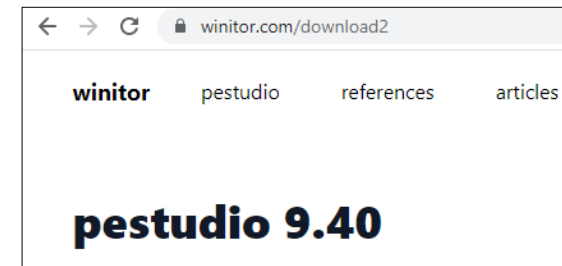 winitor.com/download2
winitor pestudio references articles
pestudio 9.40